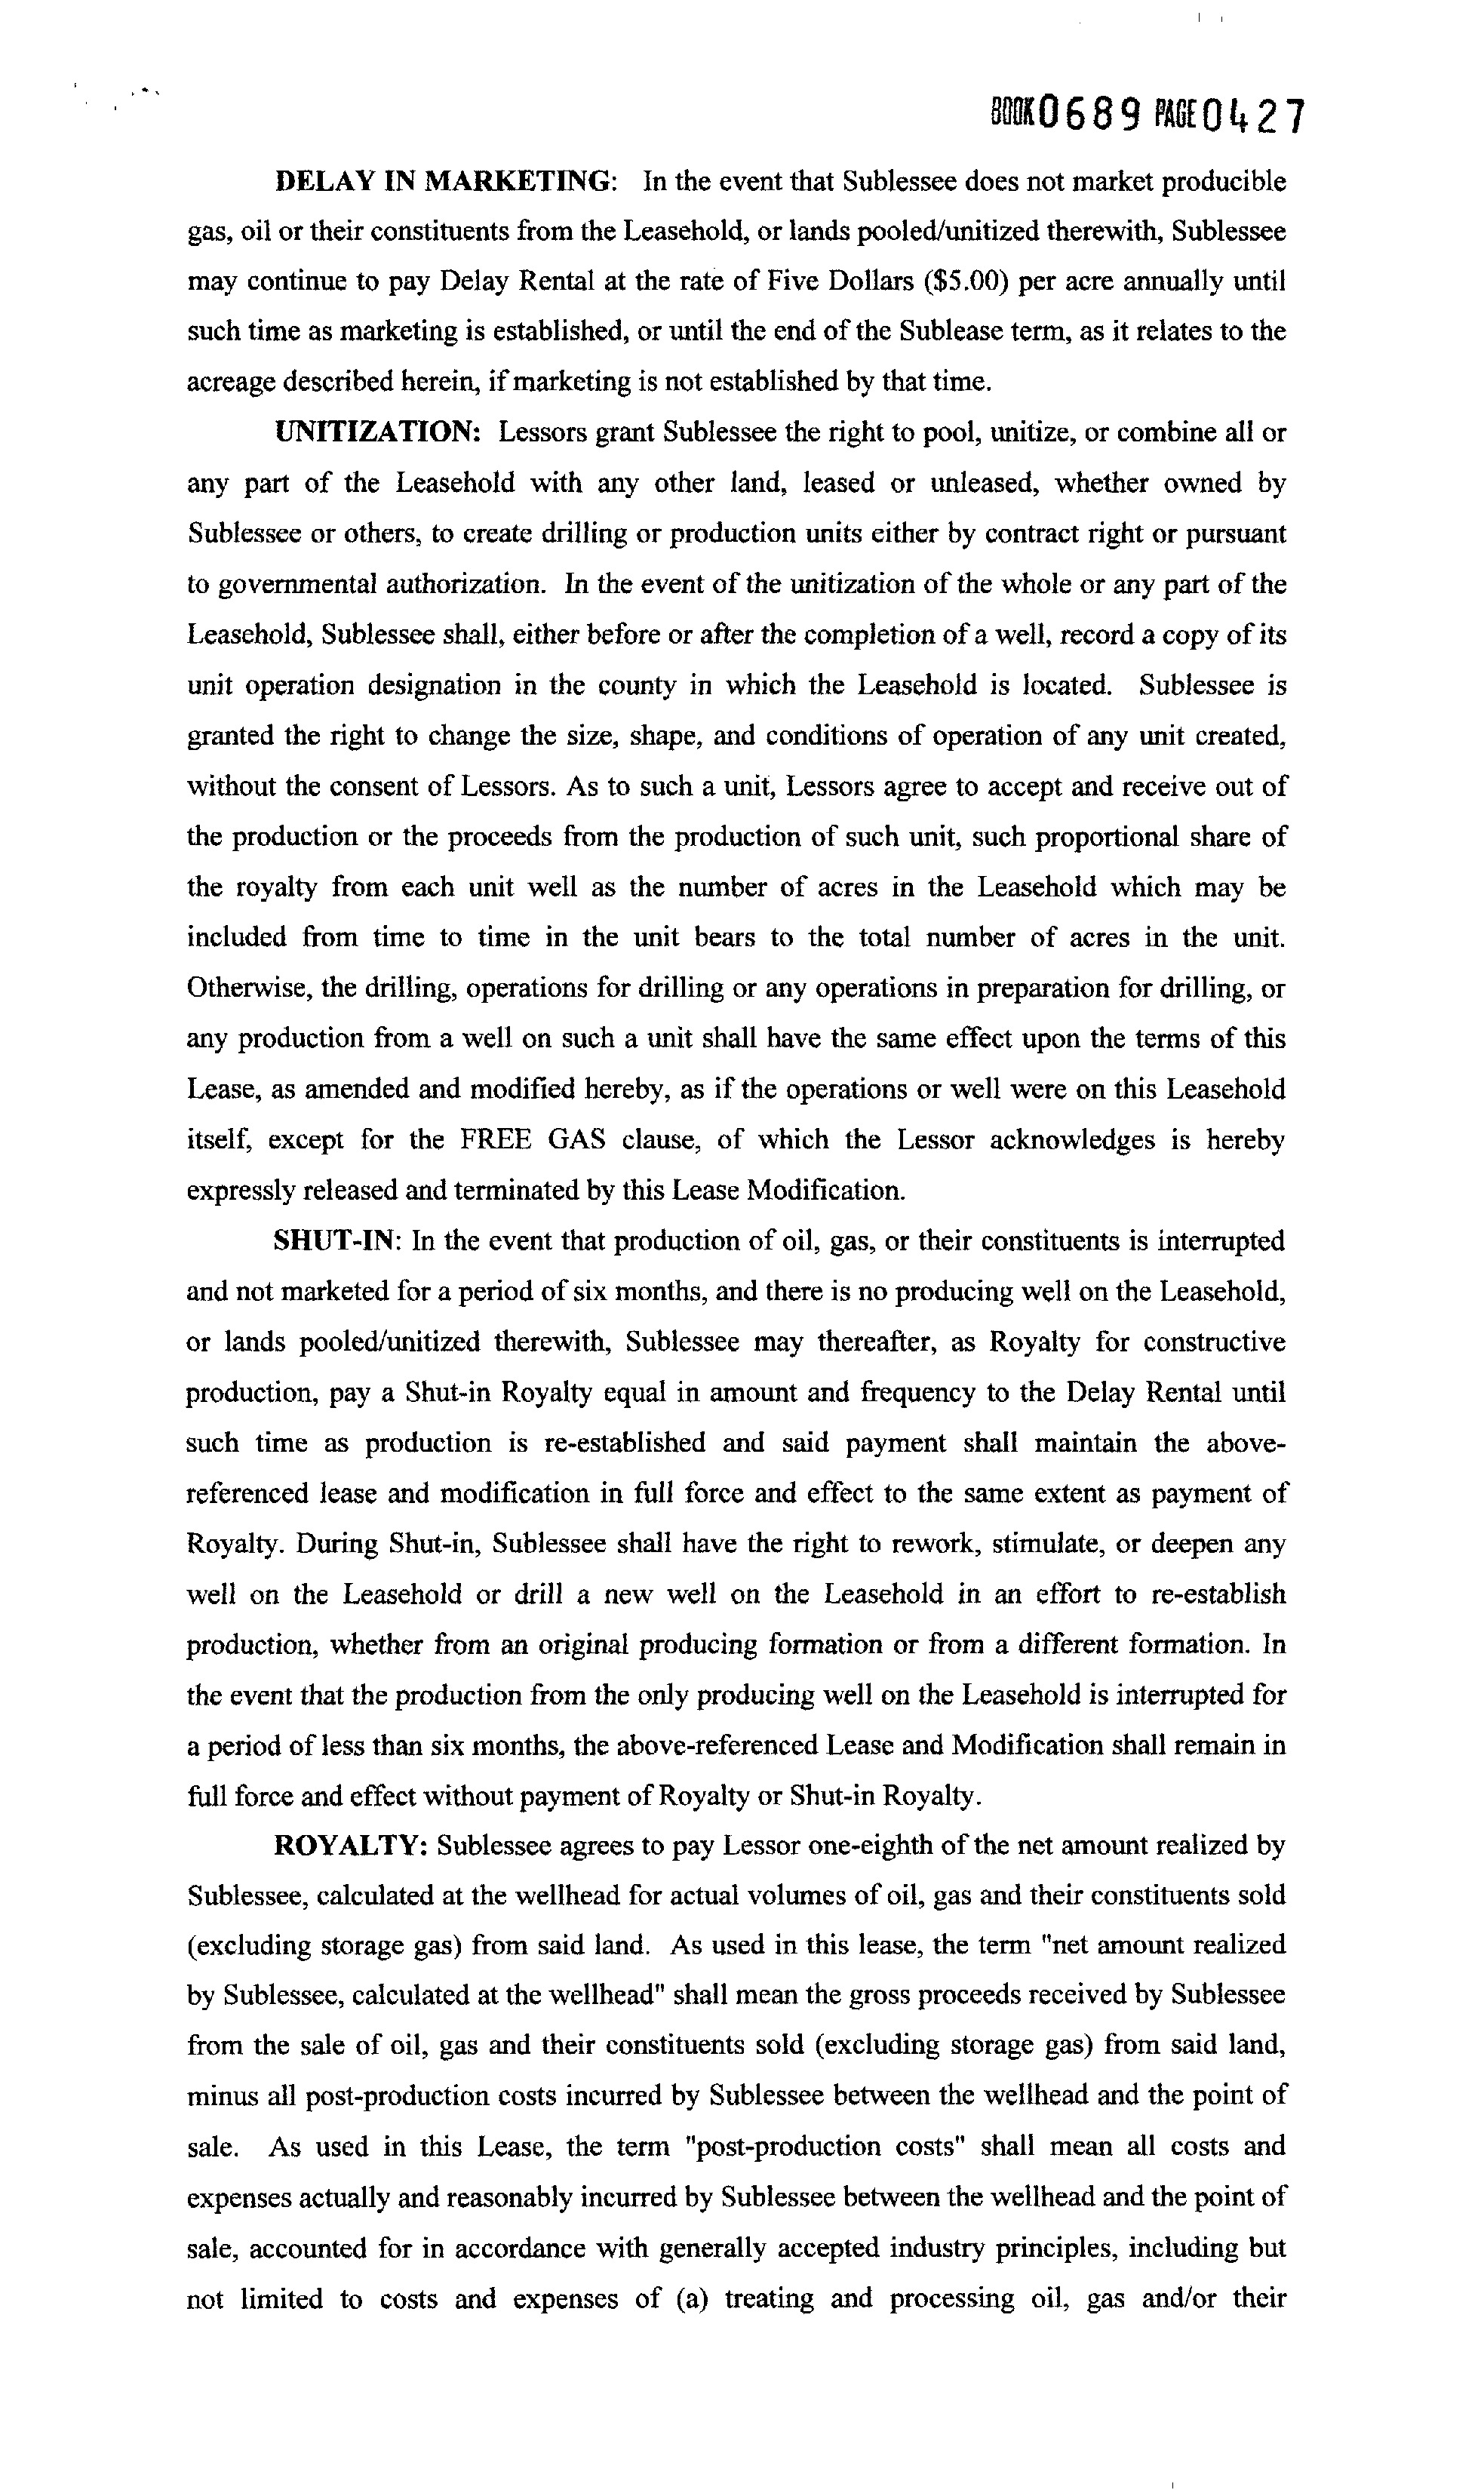 BOOK0689 PAGE0427
DELAY IN MARKETING: In the event that Sublessee does not market producible
gas, oil or their constituents from the Leasehold, or lands pooled/unitized therewith, Sublessee
may continue to pay Delay Rental at the rate of Five Dollars ($5.00) per acre annually until
such time as marketing is established, or until the end of the Sublease term, as it relates to the
acreage described herein, if marketing is not established by that time.
UNITIZATION: Lessors grant Sublessee the right to pool, unitize, or combine all or
any part of the Leasehold with any other land, leased or unleased, whether owned by
Sublessee or others, to create drilling or production units either by contract right or pursuant
to governmental authorization. In the event of the unitization of the whole or any part of the
Leasehold, Sublessee shall, either before or after the completion of a well, record a copy of its
unit operation designation in the county in which the Leasehold is located. Sublessee is
granted the right to change the size, shape, and conditions of operation of any unit created,
without the consent of Lessors. As to such a unit, Lessors agree to accept and receive out of
the production or the proceeds from the production of such unit, such proportional share of
the royalty from each unit well as the number of acres in the Leasehold which may be
included from time to time in the unit bears to the total number of acres in the unit.
Otherwise, the drilling, operations for drilling or any operations in preparation for drilling, or
any production from a well on such a unit shall have the same effect upon the terms of this
Lease, as amended and modified hereby, as if the operations or well were on this Leasehold
itself, except for the FREE GAS clause, of which the Lessor acknowledges is hereby
expressly released and terminated by this Lease Modification.
SHUT-IN: In the event that production of oil, gas, or their constituents is interrupted
and not marketed for a period of six months, and there is no producing well on the Leasehold,
or lands pooled/unitized therewith, Sublessee may thereafter, as Royalty for constructive
production, pay a Shut-in Royalty equal in amount and frequency to the Delay Rental until
such time as production is re-established and said payment shall maintain the above-
referenced lease and modification in full force and effect to the same extent as payment of
Royalty. During Shut-in, Sublessee shall have the right to rework, stimulate, or deepen any
well on the Leasehold or drill a new well on the Leasehold in an effort to re-establish
production, whether from an original producing formation or from a different formation. In
the event that the production from the only producing well on the Leasehold is interrupted for
a period of less than six months, the above-referenced Lease and Modification shall remain in
full force and effect without payment of Royalty or Shut-in Royalty.
ROYALTY: Sublessee agrees to pay Lessor one-eighth of the net amount realized by
Sublessee, calculated at the wellhead for actual volumes of oil, gas and their constituents sold
(excluding storage gas) from said land. As used in this lease, the term "net amount realized
by Sublessee, calculated at the wellhead" shall mean the gross proceeds received by Sublessee
from the sale of oil, gas and their constituents sold (excluding storage gas) from said land,
minus all post-production costs incurred by Sublessee between the wellhead and the point of
sale. As used in this Lease, the term "post-production costs" shall mean all costs and
expenses actually and reasonably incurred by Sublessee between the wellhead and the point of
sale, accounted for in accordance with generally accepted industry principles, including but
not limited to costs and expenses of (a) treating and processing oil, gas and/or their